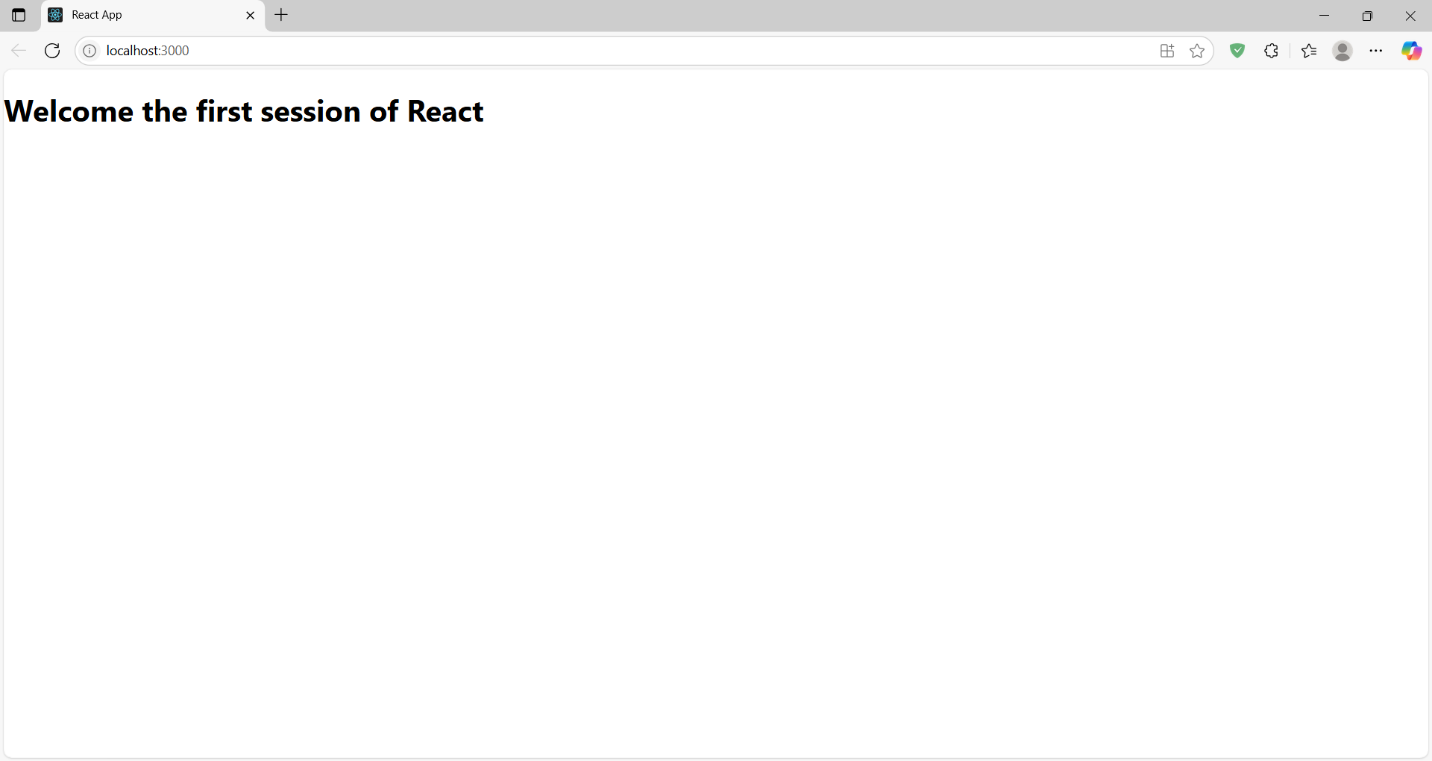 React App
localhost:3000
Welcome the first session of React